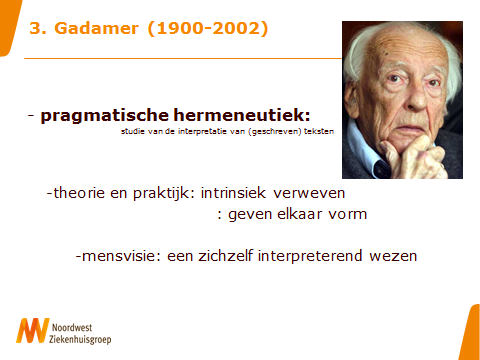 3. Gadamer (1900-2002)
- pragmatische hermeneutiek:
studie van de interpretatie van (geschreven) teksten
-theorie en praktijk: intrinsiek verweven
: geven elkaar vorm
-mensvisie: een zichzelf interpreterend wezen
Noordwest
Ziekenhuisgroep